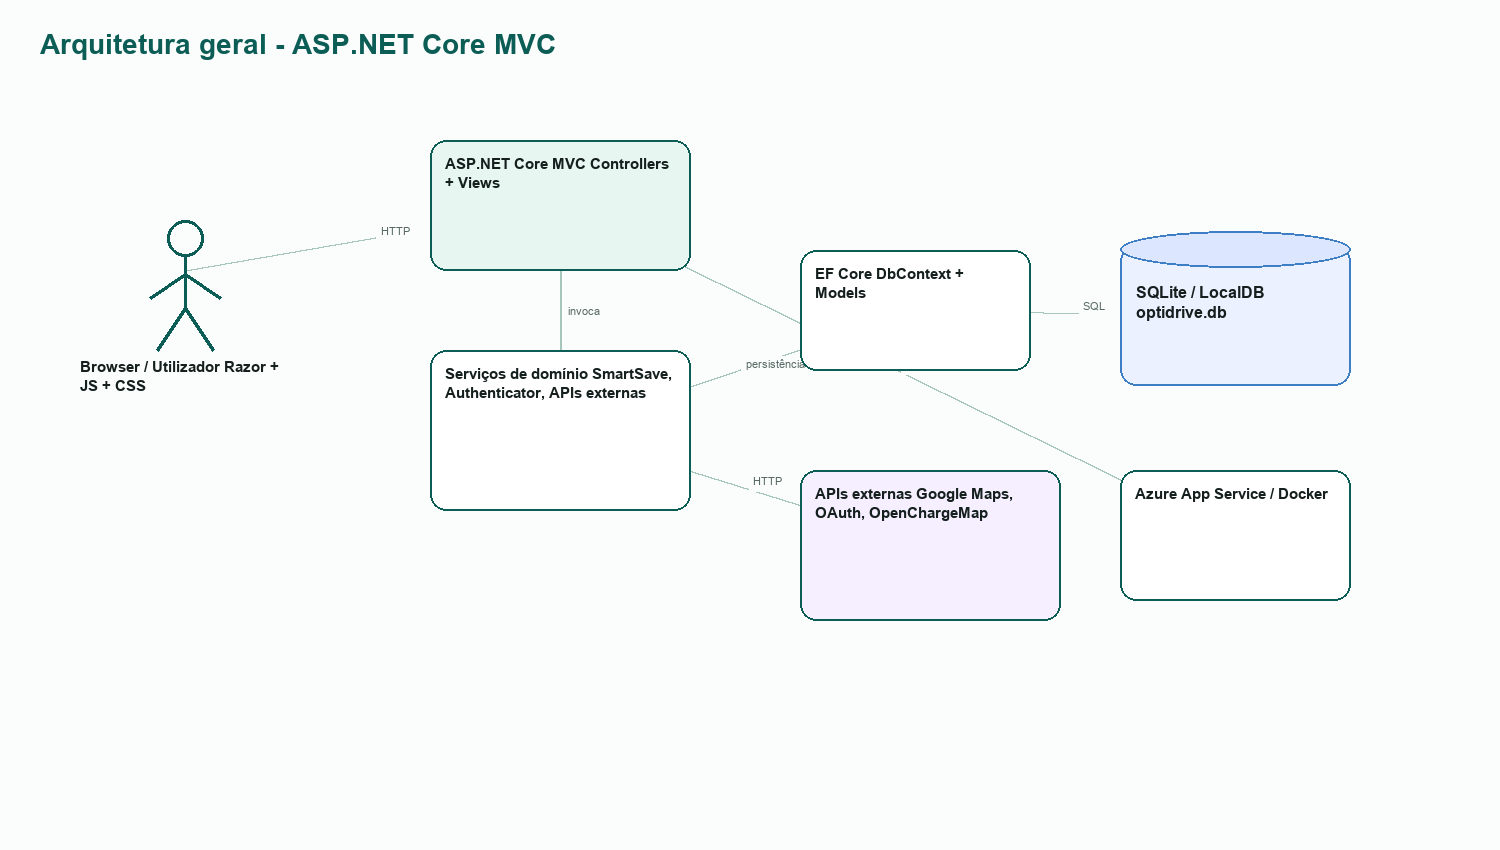 Arquitetura geral - ASP.NET Core MVC
ASP.NET Core MVC Controllers
+ Views
HTTP
Browser / Utilizador Razor +
JS + CSS
invoca
EF Core DbContext +
Models
SQL
SQLite / LocalDB
optidrive.db
persistência
Serviços de domínio SmartSave,
Authenticator, APIs externas
HTTP
APIs externas Google Maps,
OAuth, OpenChargeMap
Azure App Service / Docker